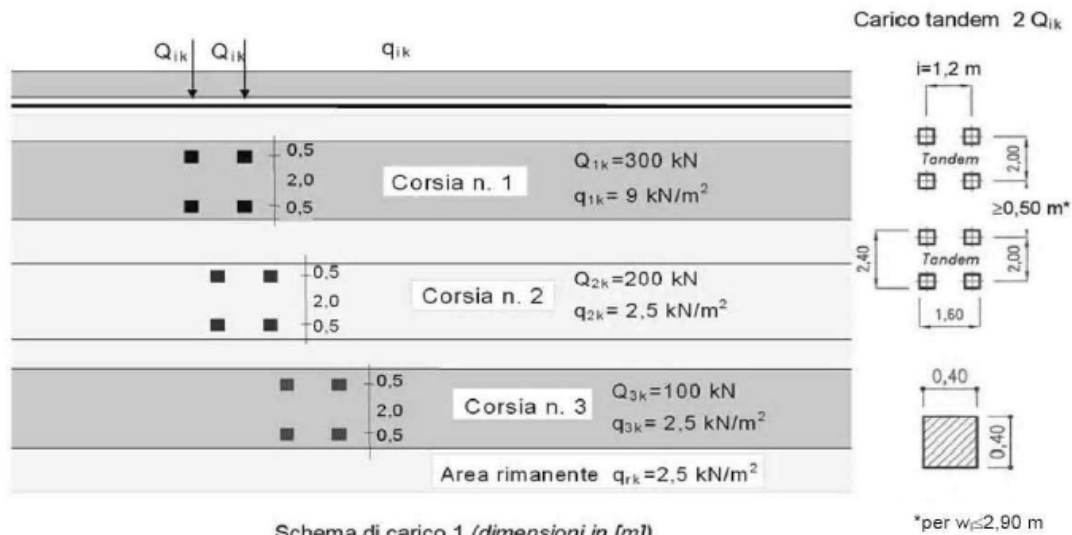 Carico tandem 2 Qik
Qik Qik qik
i=1,2 m
0,5
2,0
0,5
Corsia n. 1
Q1k=300 kN
q1k= 9 kN/m²
Tandem
2,00
≥0,50 m*
0,5
2,0
0,5
Corsia n. 2
Q2k=200 kN
q2k= 2,5 kN/m²
2,40
Tandem
2,00
1,60
0,5
2,0
0,5
Corsia n. 3
Q3k=100 kN
q3k= 2,5 kN/m²
0,40
0,40
Area rimanente qrk=2,5 kN/m²
Schema di carico 1 (dimensioni in [m])
*per wl≤2,90 m